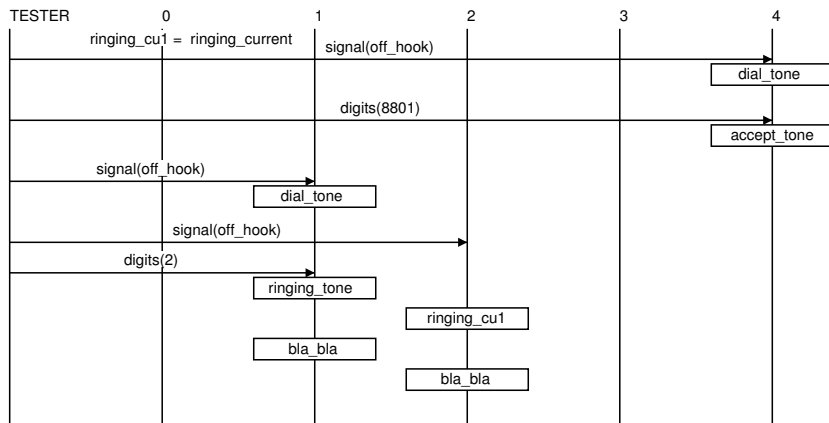 TESTER 0 1 2 3 4
ringing_cu1 = ringing_current
signal(off_hook)
dial_tone
digits(8801)
accept_tone
signal(off_hook)
dial_tone
signal(off_hook)
digits(2)
ringing_tone
ringing_cu1
bla_bla
bla_bla